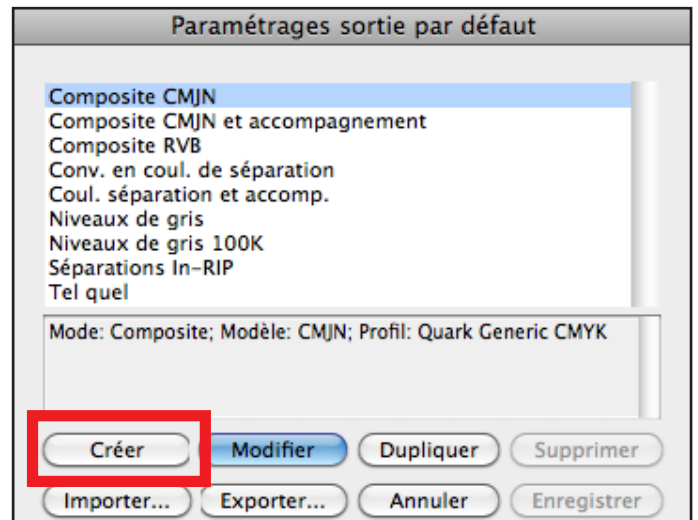 Paramétrages sortie par défaut
Composite CMJN
Composite CMJN et accompagnement
Composite RVB
Conv. en coul. de séparation
Coul. séparation et accomp.
Niveaux de gris
Niveaux de gris 100K
Séparations In-RIP
Tel quel
Mode: Composite; Modèle: CMJN; Profil: Quark Generic CMYK
Créer Modifier Dupliquer Supprimer
Importer... Exporter... Annuler Enregistrer